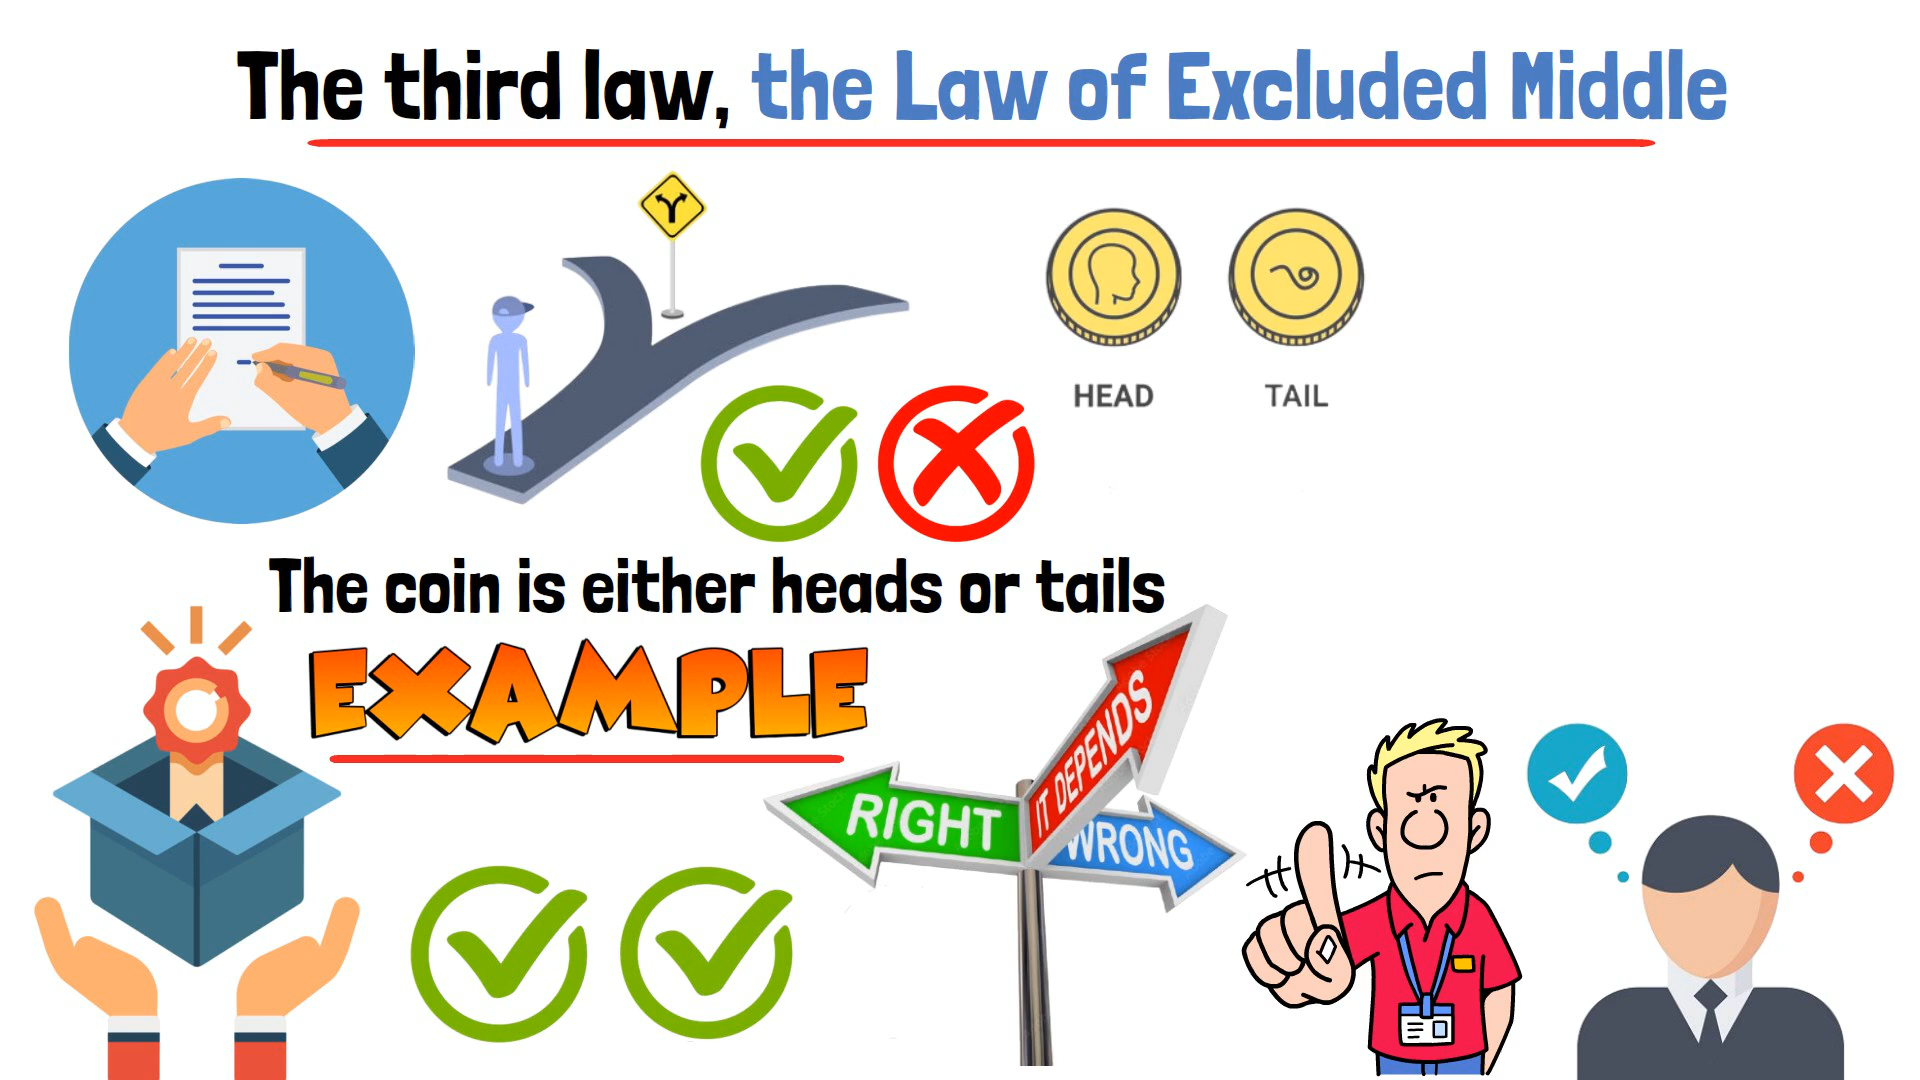 The third law, the Law of Excluded Middle
HEAD TAIL
The coin is either heads or tails
EXAMPLE
IT DEPENDS
RIGHT
WRONG